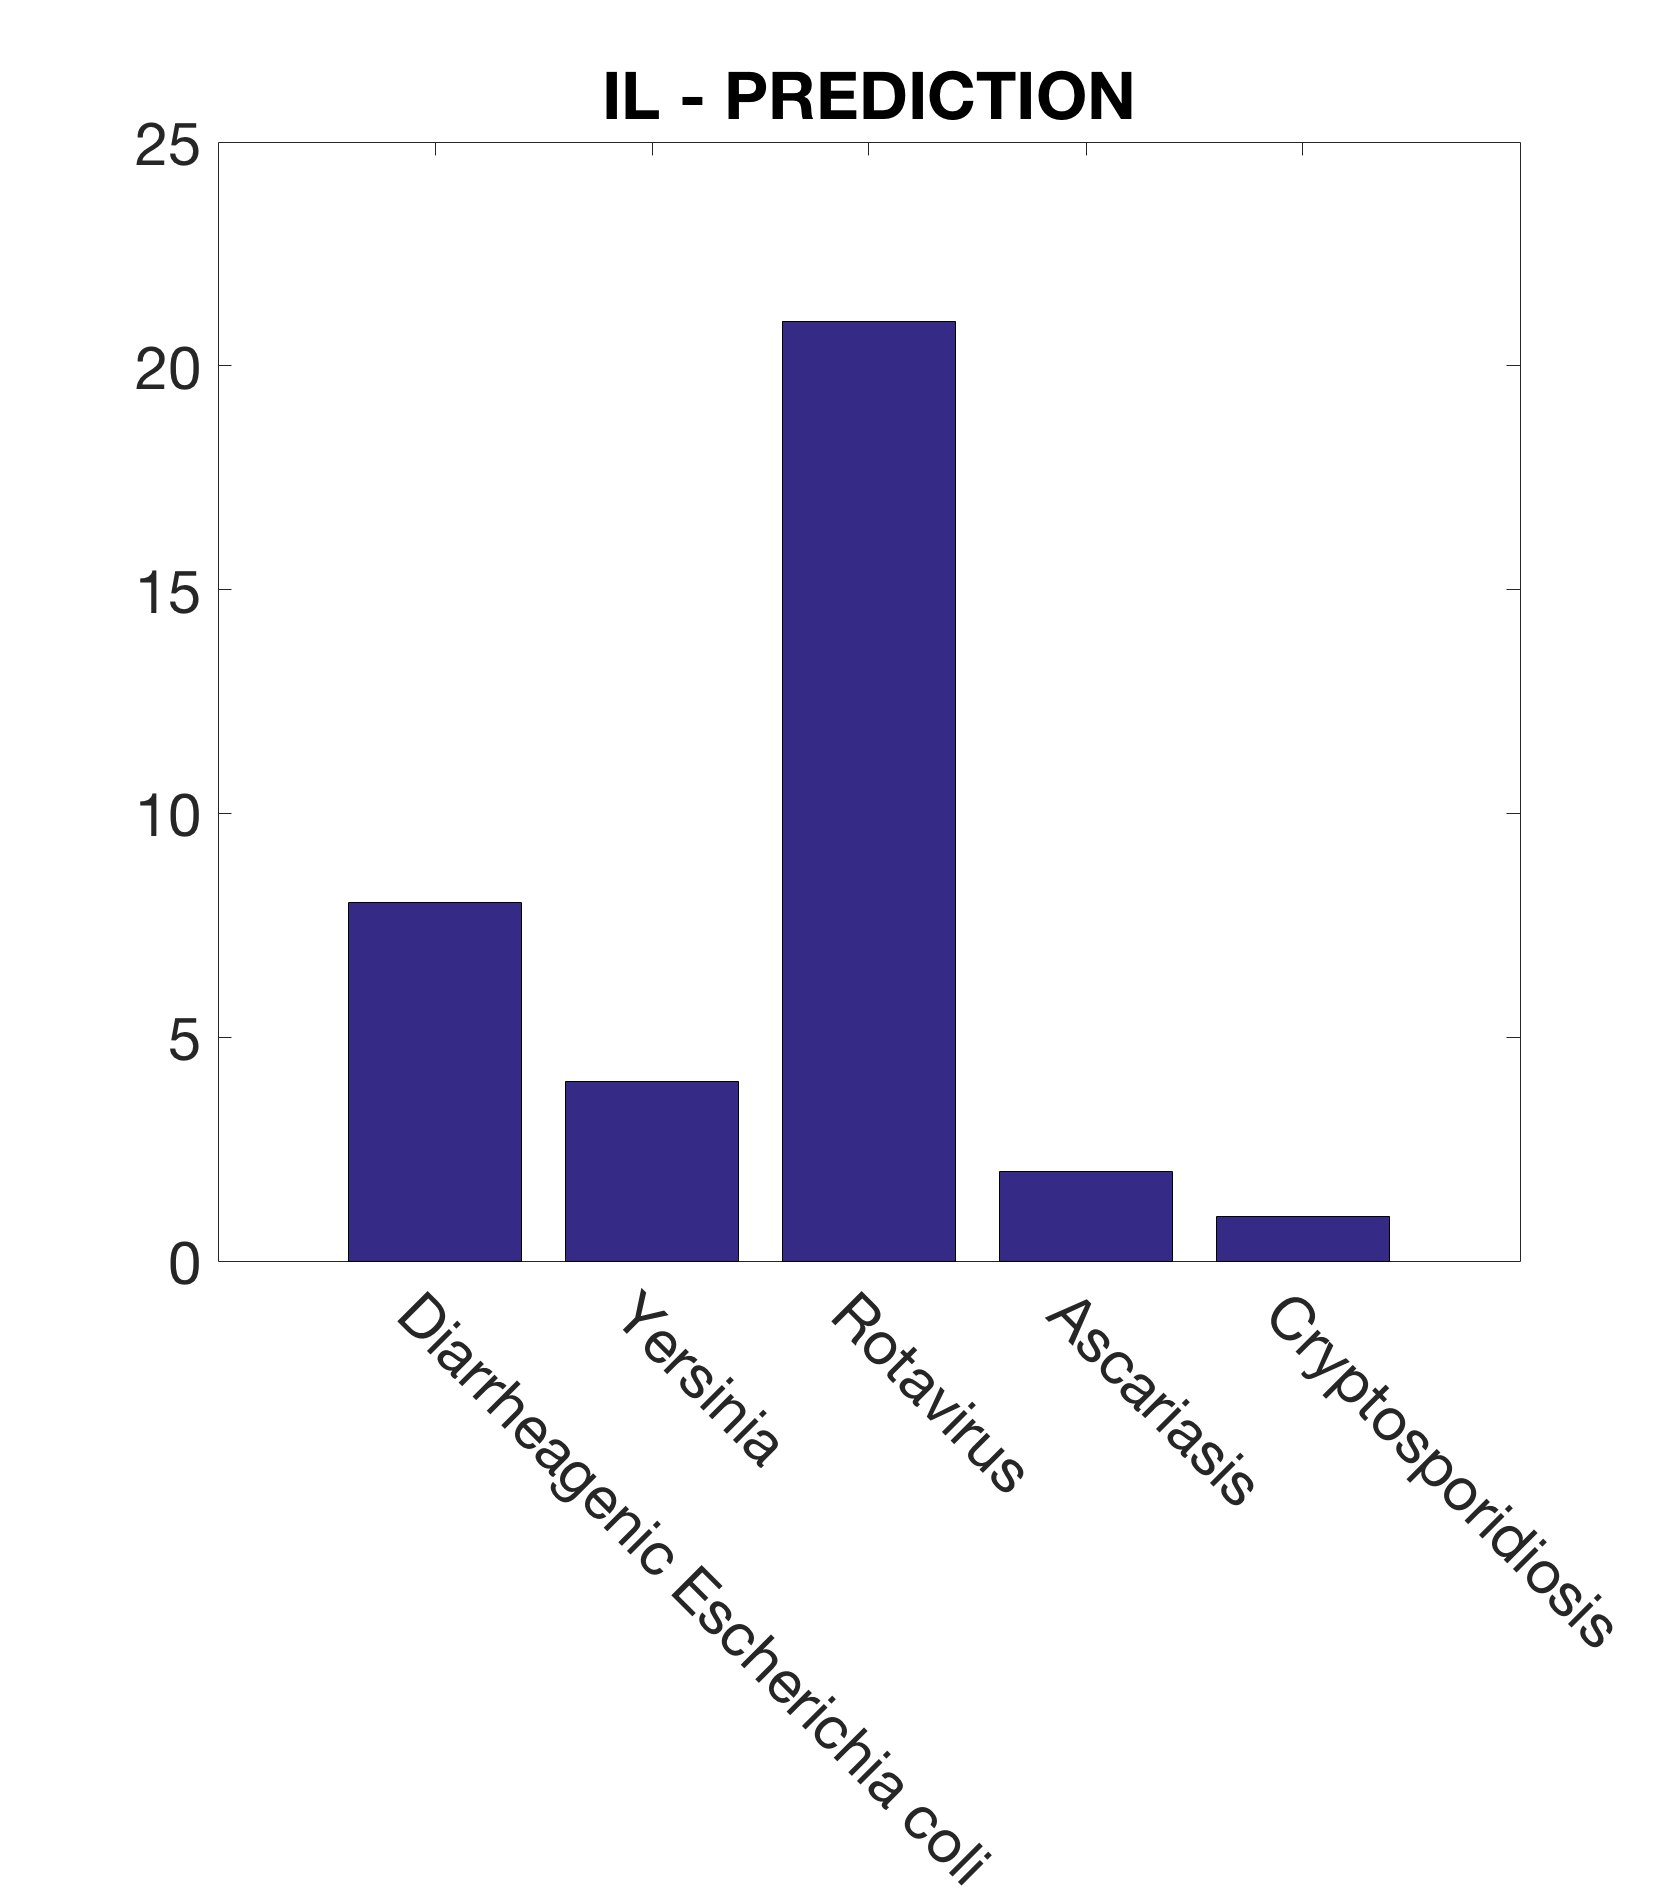 IL - PREDICTION
25
20
15
10
5
0
Diarrheagenic Escherichia coli
Yersinia
Rotavirus
Ascariasis
Cryptosporidiosis